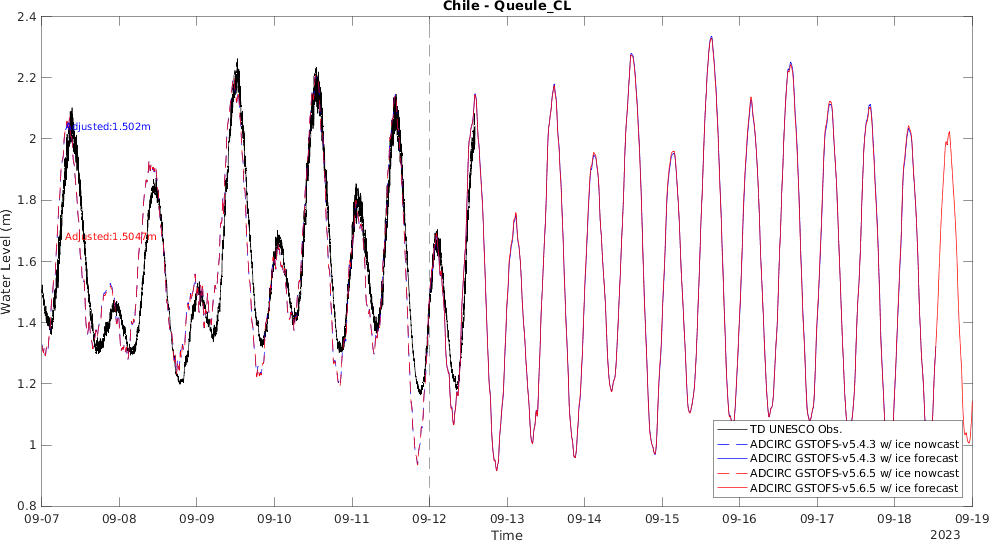 Chile - Queule_CL
2.4
2.2
2
1.8
1.6
1.4
1.2
1
0.8
Water Level (m)
Adjusted:1.502m
Adjusted:1.5047m
TD UNESCO Obs.
ADCIRC GSTOFS-v5.4.3 w/ ice nowcast
ADCIRC GSTOFS-v5.4.3 w/ ice forecast
ADCIRC GSTOFS-v5.6.5 w/ ice nowcast
ADCIRC GSTOFS-v5.6.5 w/ ice forecast
09-07 09-08 09-09 09-10 09-11 09-12 09-13 09-14 09-15 09-16 09-17 09-18 09-19
Time
2023